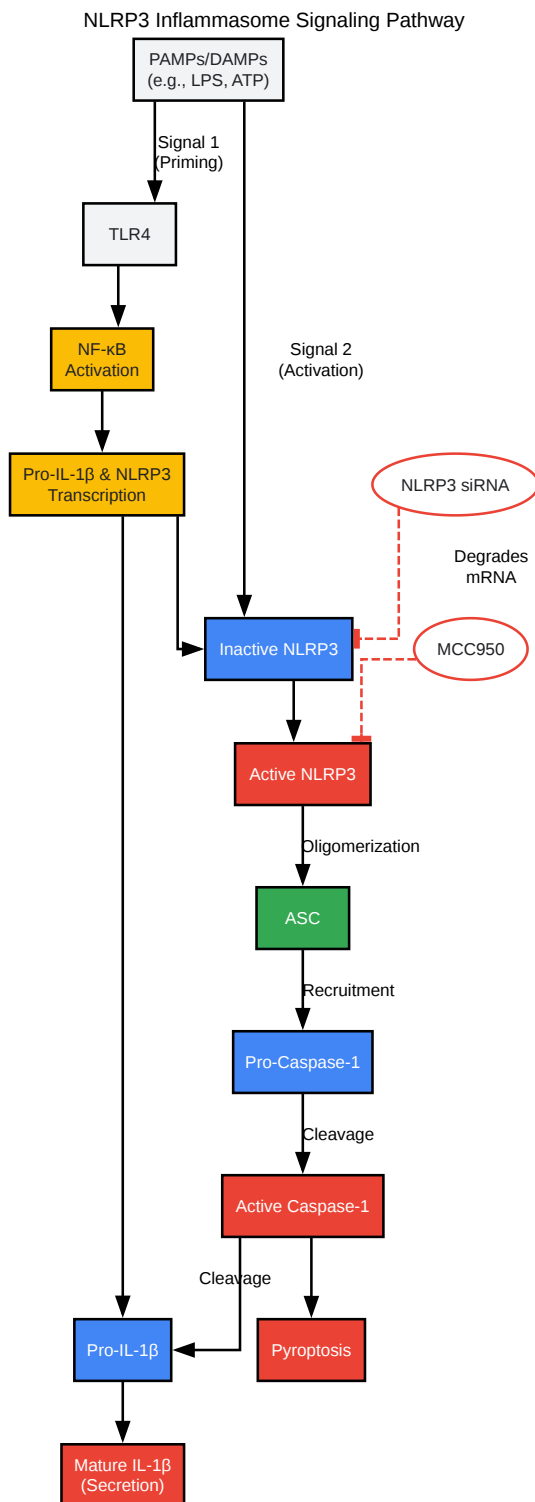 NLRP3 Inflammasome Signaling Pathway
PAMPs/DAMPs
(e.g., LPS, ATP)
Signal 1
(Priming)
TLR4
NF-κB
Activation
Signal 2
(Activation)
Pro-IL-1β & NLRP3
Transcription
NLRP3 siRNA
Degrades
mRNA
Inactive NLRP3
MCC950
Active NLRP3
Oligomerization
ASC
Recruitment
Pro-Caspase-1
Cleavage
Active Caspase-1
Cleavage
Pro-IL-1β
Pyroptosis
Mature IL-1β
(Secretion)